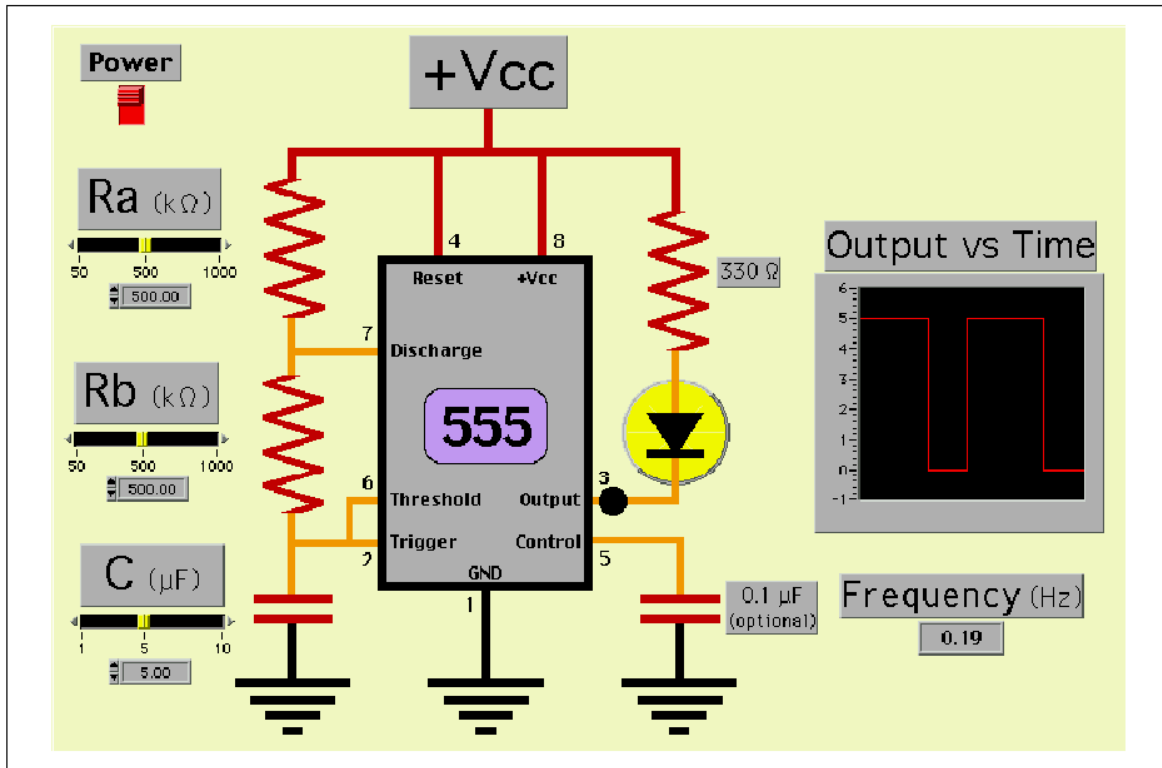 Power
+Vcc
Ra (kΩ)
50 500 1000
500.00
Rb (kΩ)
50 500 1000
500.00
C (µF)
1 5 10
5.00
4 8
Reset +Vcc
7
Discharge
555
6 3
Threshold Output
Trigger Control
2 5
GND
1
330 Ω
0.1 µF
(optional)
Output vs Time
6
5
4
3
2
1
0
-1
Frequency (Hz)
0.19